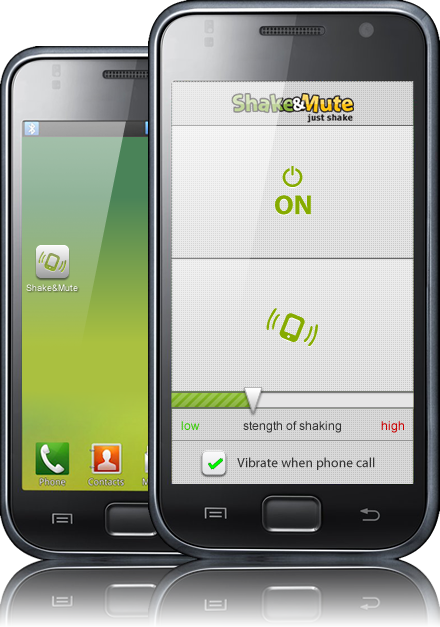 Shake&Mute
just shake
ON
low
stength of shaking
high
Vibrate when phone call
Shake&Mute
Phone
Contacts